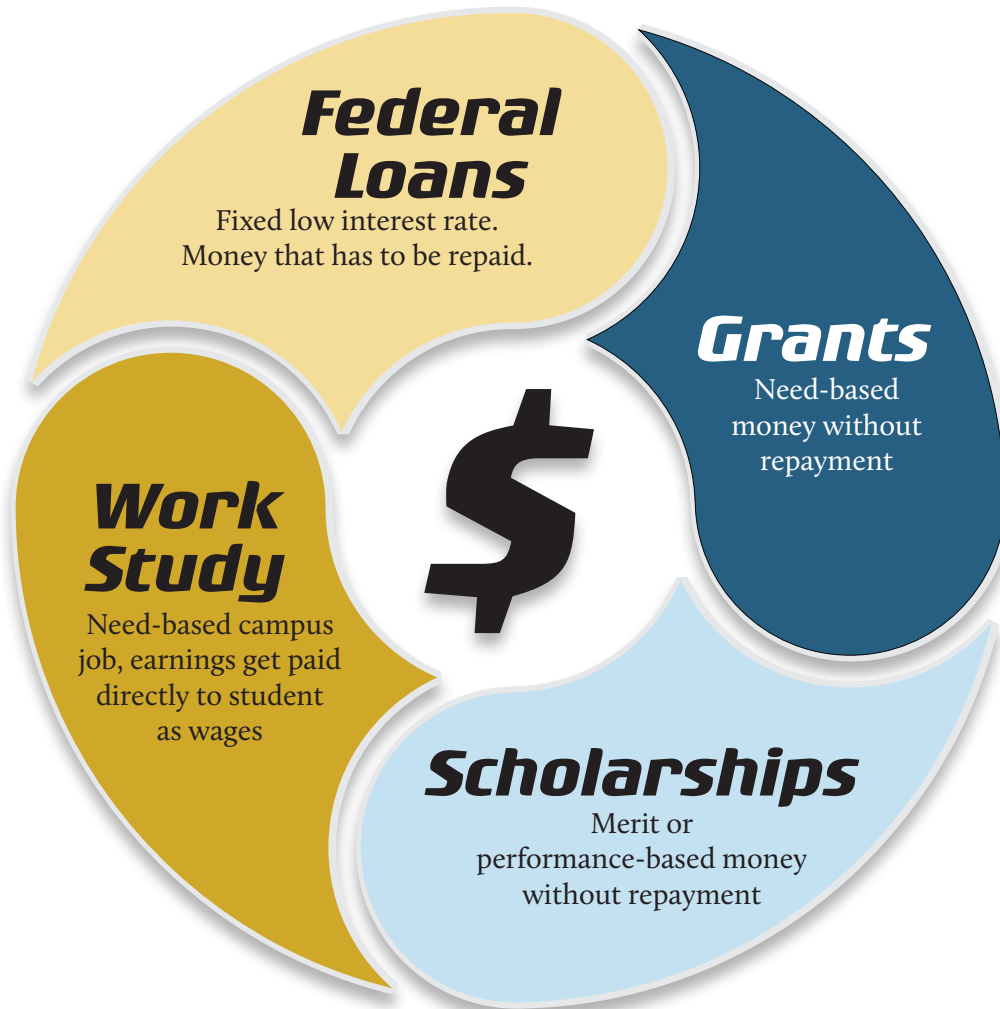 Federal
Loans
Fixed low interest rate.
Money that has to be repaid.
Grants
Need-based
money without
repayment
$
Work
Study
Need-based campus
job, earnings get paid
directly to student
as wages
Scholarships
Merit or
performance-based money
without repayment